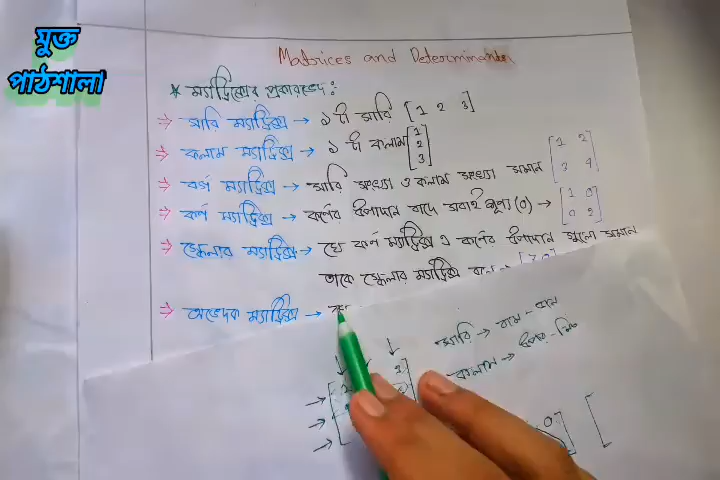 মুক্ত
পাঠশালা
Matrices and Determinants
* ম্যাট্রিক্সের প্রকারভেদ:
⇒ সারি ম্যাট্রিক্স → ১ টি সারি [1 2 3]
⇒ কলাম ম্যাট্রিক্স → ১ টি কলাম [1 2 3]
⇒ বর্গ ম্যাট্রিক্স → সারি সংখ্যা ও কলাম সংখ্যা সমান [1 2 3 4]
⇒ কর্ণ ম্যাট্রিক্স → কর্ণের উপাদান বাদে সবাই শূন্য (0) → [1 0 0 2]
⇒ স্কেলার ম্যাট্রিক্স → যে কর্ণ ম্যাট্রিক্স এ কর্ণের উপাদান গুলো সমান
তাকে স্কেলার ম্যাট্রিক্স বলে →
⇒ অভেদক ম্যাট্রিক্স →
সারি → বাম - ডানে
কলাম → উপর - নিচ